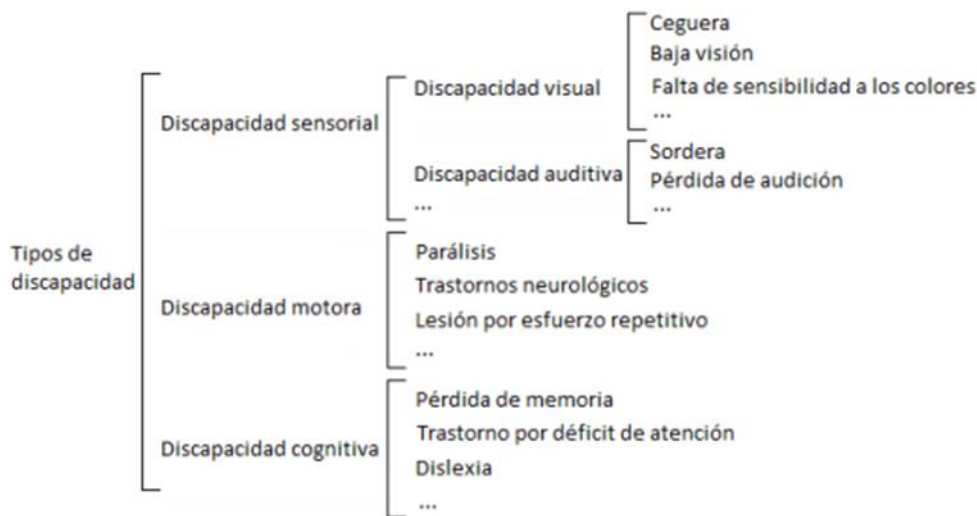 Tipos de
discapacidad
Discapacidad sensorial
Discapacidad visual
Ceguera
Baja visión
Falta de sensibilidad a los colores
...
Discapacidad auditiva
Sordera
Pérdida de audición
...
...
Discapacidad motora
Parálisis
Trastornos neurológicos
Lesión por esfuerzo repetitivo
...
Discapacidad cognitiva
Pérdida de memoria
Trastorno por déficit de atención
Dislexia
...